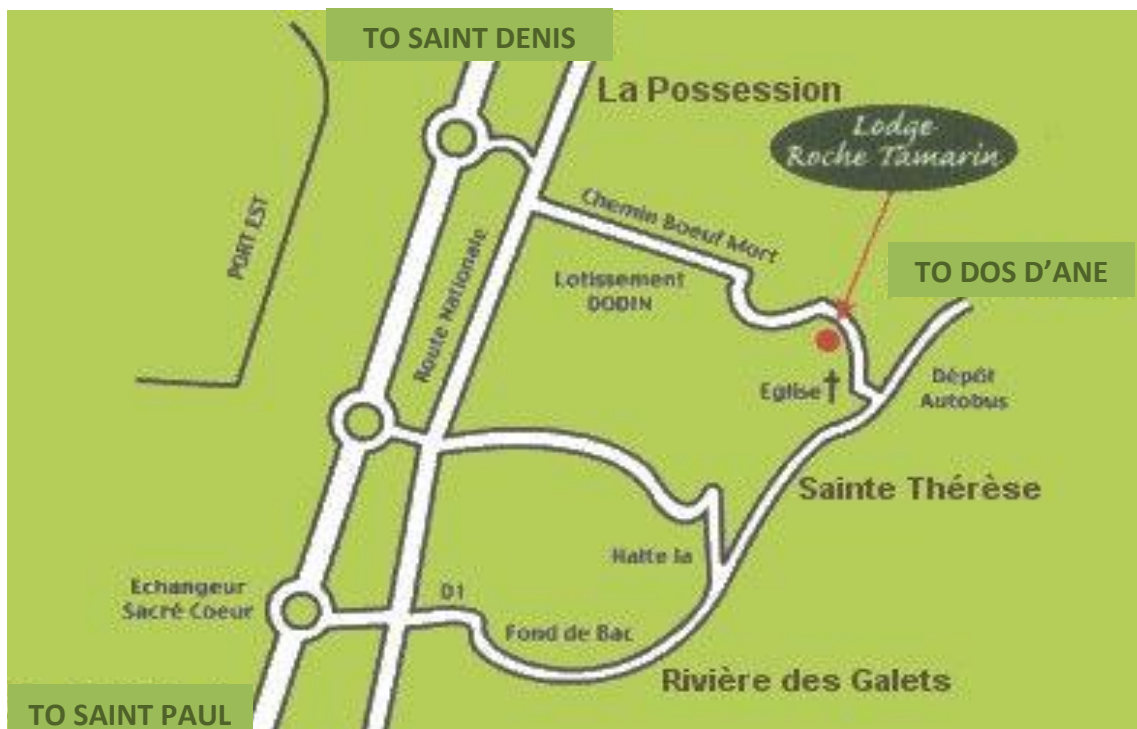 TO SAINT DENIS
La Possession
Lodge
Roche Tamarin
Chemin Boeuf Mort
PORT EST
Route Nationale
Lotissement
DODIN
TO DOS D’ANE
Eglise
Dépôt
Autobus
Sainte Thérèse
Halte la
Echangeur
Sacré Coeur
D1
Fond de Bac
Rivière des Galets
TO SAINT PAUL